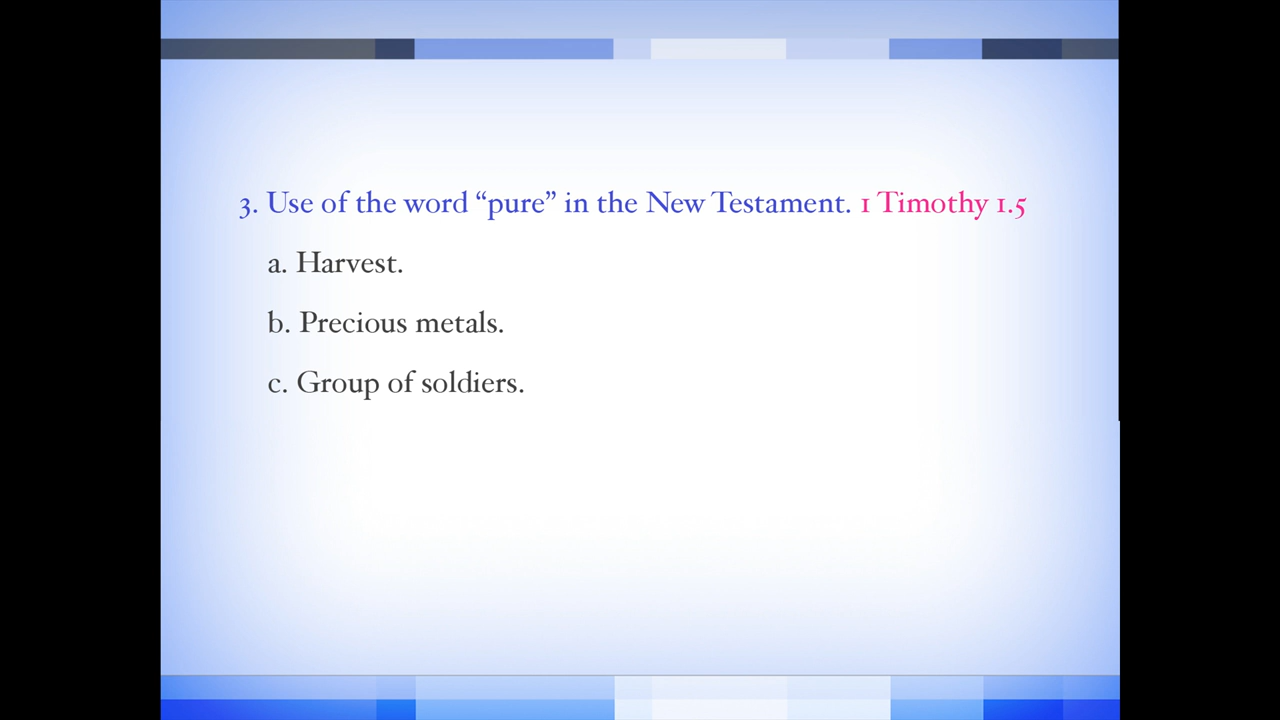 3. Use of the word “pure” in the New Testament. 1 Timothy 1.5
a. Harvest.
b. Precious metals.
c. Group of soldiers.